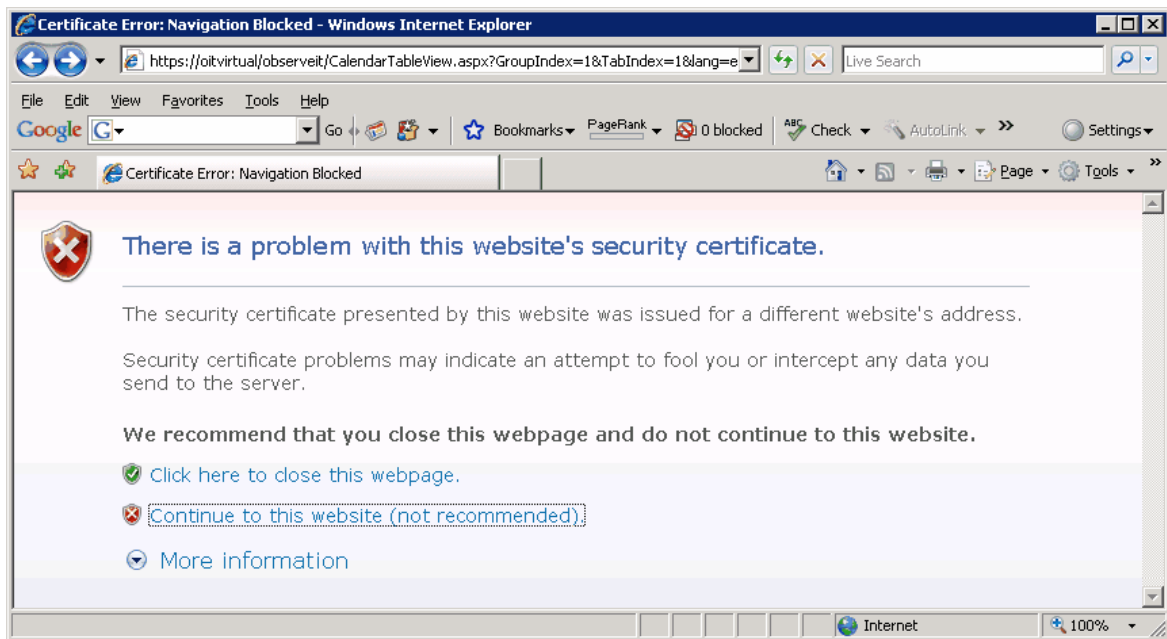 Certificate Error: Navigation Blocked - Windows Internet Explorer
https://oitvirtual/observeit/CalendarTableView.aspx?GroupIndex=1&TabIndex=1&lang=e
Live Search
File Edit View Favorites Tools Help
Google G Go Bookmarks PageRank 0 blocked ABC Check AutoLink » Settings
Certificate Error: Navigation Blocked Page Tools »
There is a problem with this website's security certificate.
The security certificate presented by this website was issued for a different website's address.
Security certificate problems may indicate an attempt to fool you or intercept any data you
send to the server.
We recommend that you close this webpage and do not continue to this website.
Click here to close this webpage.
Continue to this website (not recommended).
More information
Internet 100%